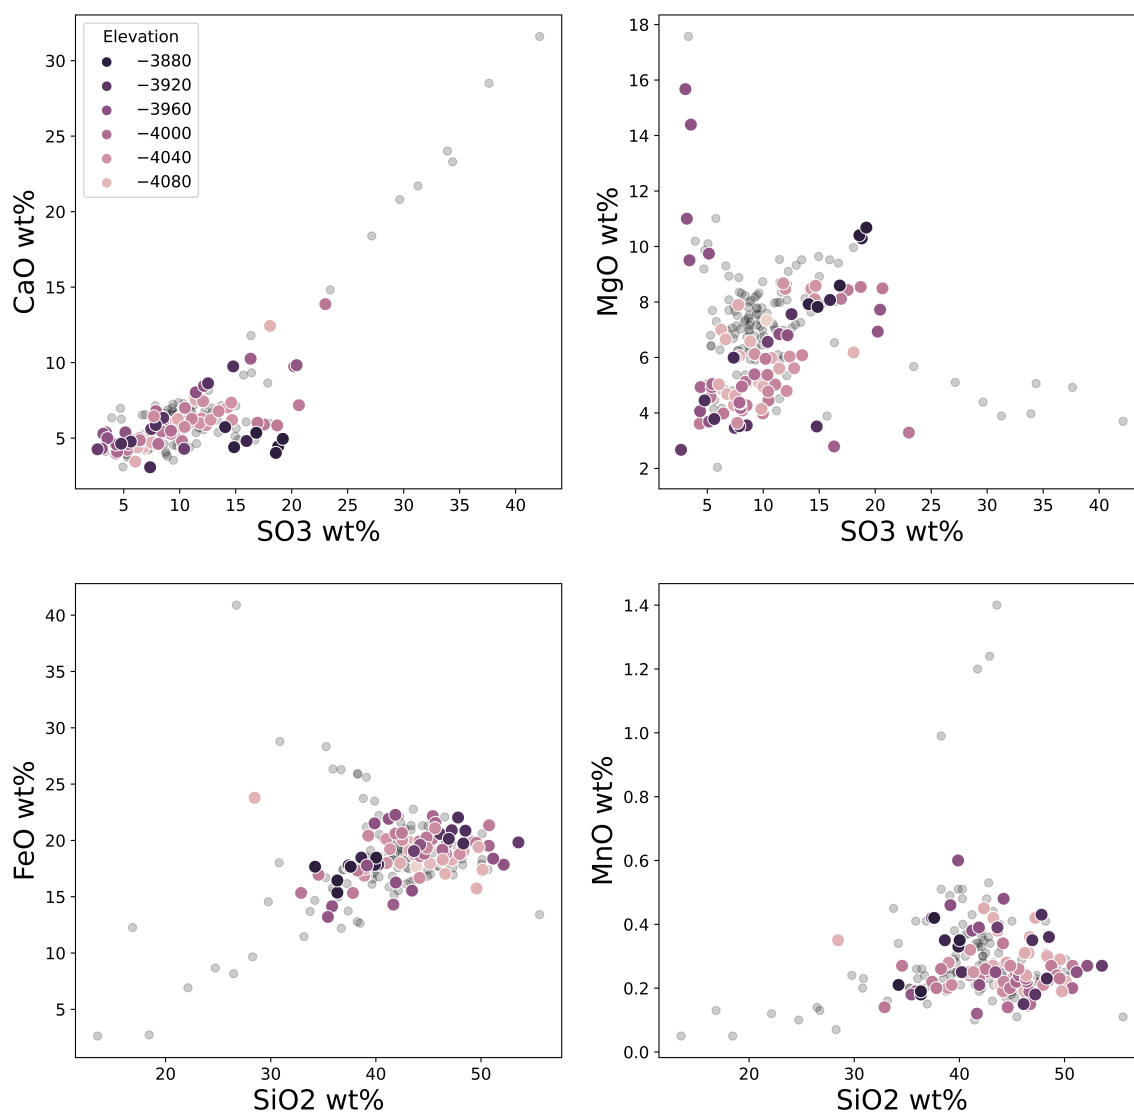 Elevation
−3880
−3920
−3960
−4000
−4040
−4080
30
25
20
15
10
5
CaO wt%
5 10 15 20 25 30 35 40
SO3 wt%
18
16
14
12
10
8
6
4
2
MgO wt%
5 10 15 20 25 30 35 40
SO3 wt%
40
35
30
25
20
15
10
5
FeO wt%
20 30 40 50
SiO2 wt%
1.4
1.2
1.0
0.8
0.6
0.4
0.2
0.0
MnO wt%
20 30 40 50
SiO2 wt%